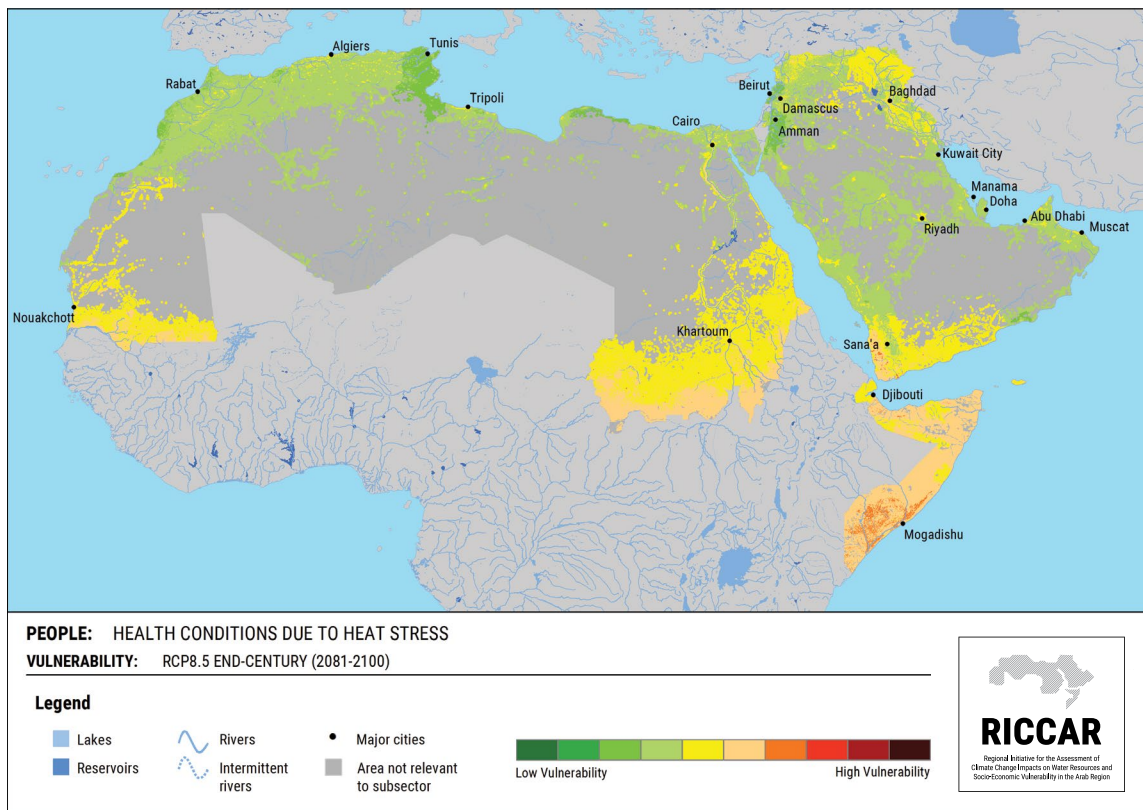 Algiers
Tunis
Rabat
Tripoli
Beirut
Damascus
Baghdad
Cairo
Amman
Kuwait City
Manama
Doha
Abu Dhabi
Riyadh
Muscat
Nouakchott
Khartoum
Sana'a
Djibouti
Mogadishu
PEOPLE: HEALTH CONDITIONS DUE TO HEAT STRESS
VULNERABILITY: RCP8.5 END-CENTURY (2081-2100)
Legend
Lakes
Reservoirs
Rivers
Intermittent
rivers
Major cities
Area not relevant
to subsector
Low Vulnerability
High Vulnerability
RICCAR
Regional Initiative for the Assessment of
Climate Change Impacts on Water Resources and
Socio-Economic Vulnerability in the Arab Region